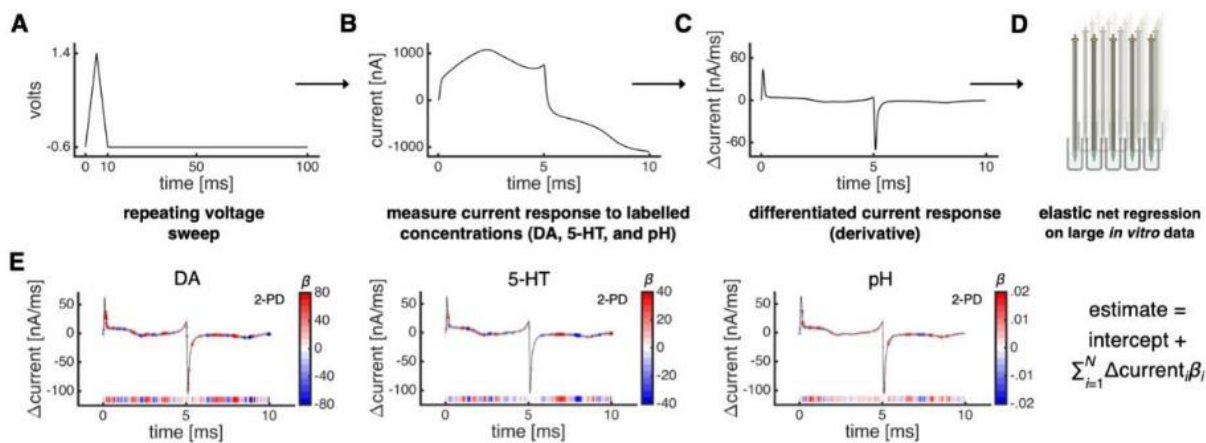 A
1.4
volts
-0.6
0
10
50
100
time [ms]
repeating voltage
sweep
B
1000
current [nA]
0
-1000
0
5
10
time [ms]
measure current response to labelled
concentrations (DA, 5-HT, and pH)
C
60
Δcurrent [nA/ms]
0
-60
0
5
10
time [ms]
differentiated current response
(derivative)
D
elastic net regression
on large in vitro data
E
DA
β
2-PD
50
0
-50
-100
Δcurrent [nA/ms]
80
40
0
-40
-80
0
5
10
time [ms]
5-HT
β
2-PD
50
0
-50
-100
Δcurrent [nA/ms]
40
20
0
-20
-40
0
5
10
time [ms]
pH
β
2-PD
50
0
-50
-100
Δcurrent [nA/ms]
.02
.01
0
-.01
-.02
0
5
10
time [ms]
estimate =
intercept +
∑ᴺᵢ₌₁ Δcurrentᵢβᵢ